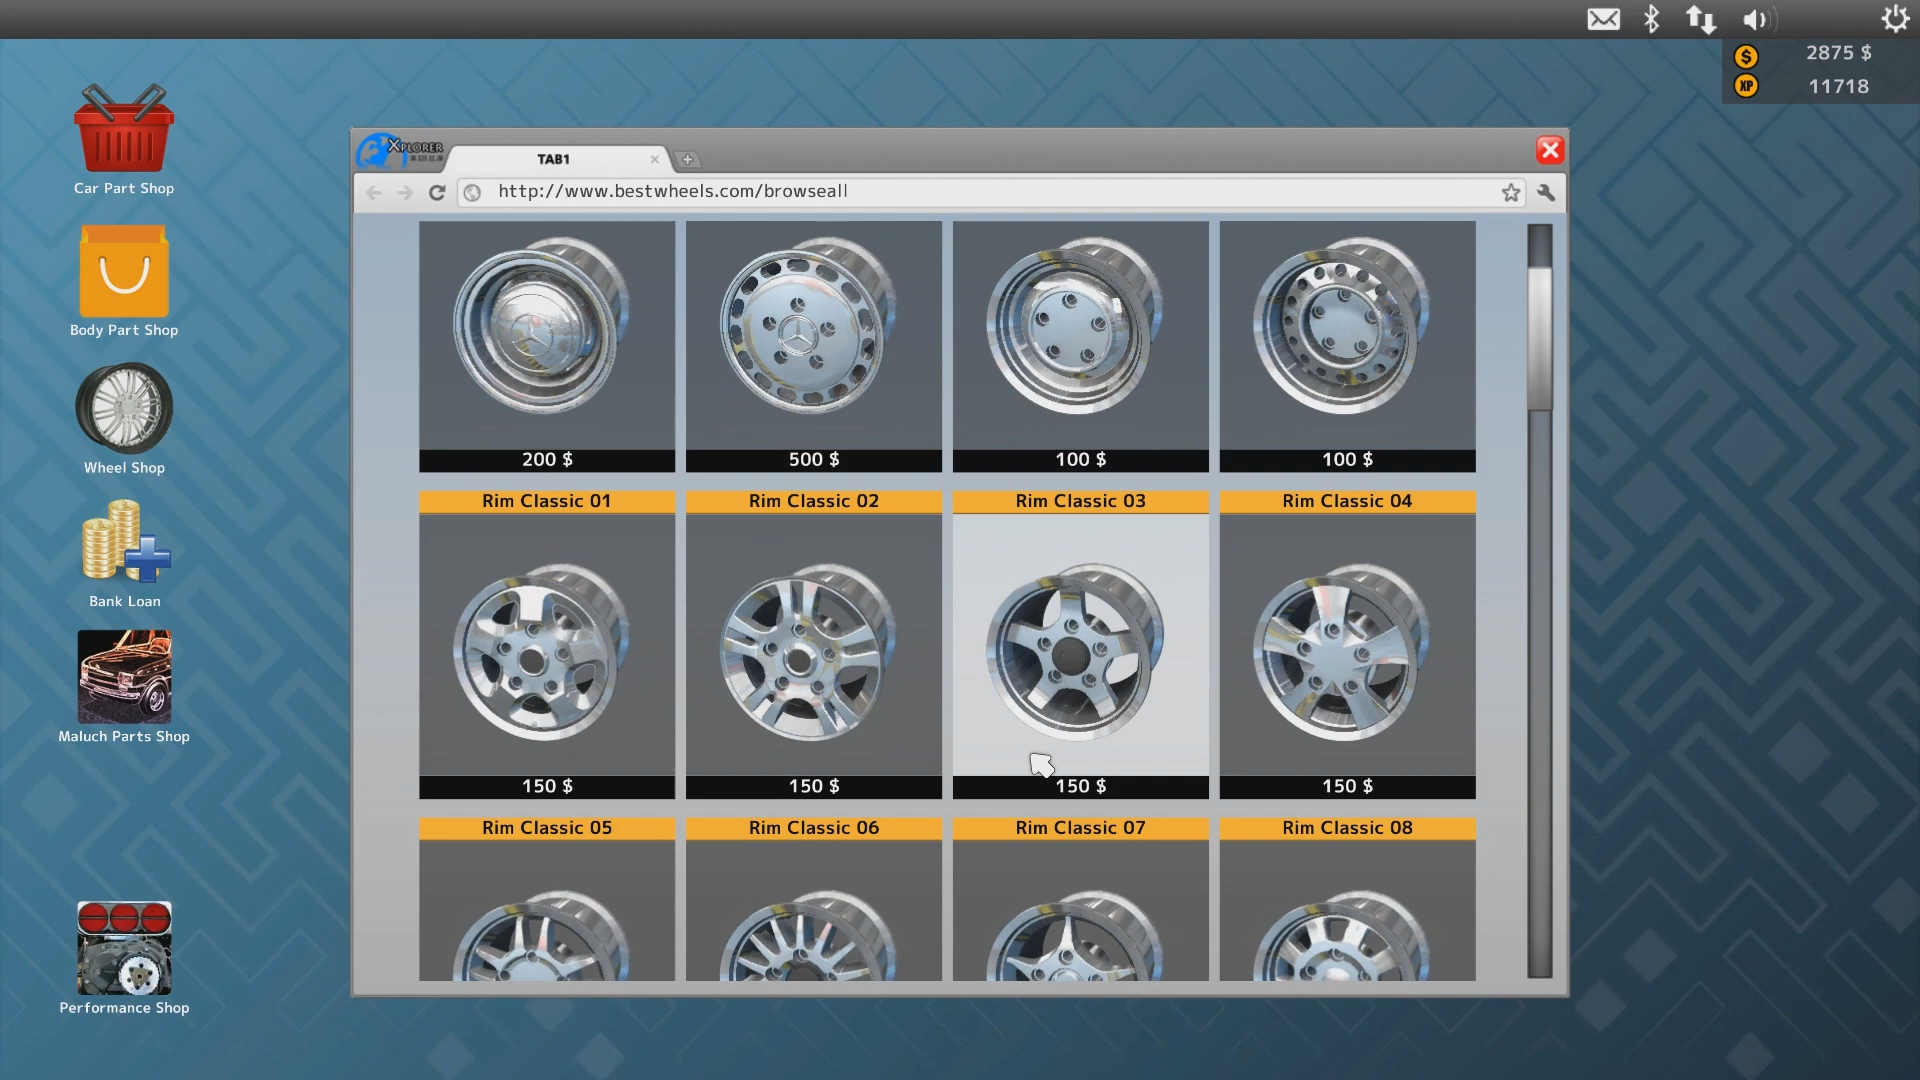 $ 2875 $
XP 11718
XPLORER
TAB1
http://www.bestwheels.com/browseall
Car Part Shop
Body Part Shop
Wheel Shop
Bank Loan
Maluch Parts Shop
Performance Shop
200 $ 500 $ 100 $ 100 $
Rim Classic 01 Rim Classic 02 Rim Classic 03 Rim Classic 04
150 $ 150 $ 150 $ 150 $
Rim Classic 05 Rim Classic 06 Rim Classic 07 Rim Classic 08